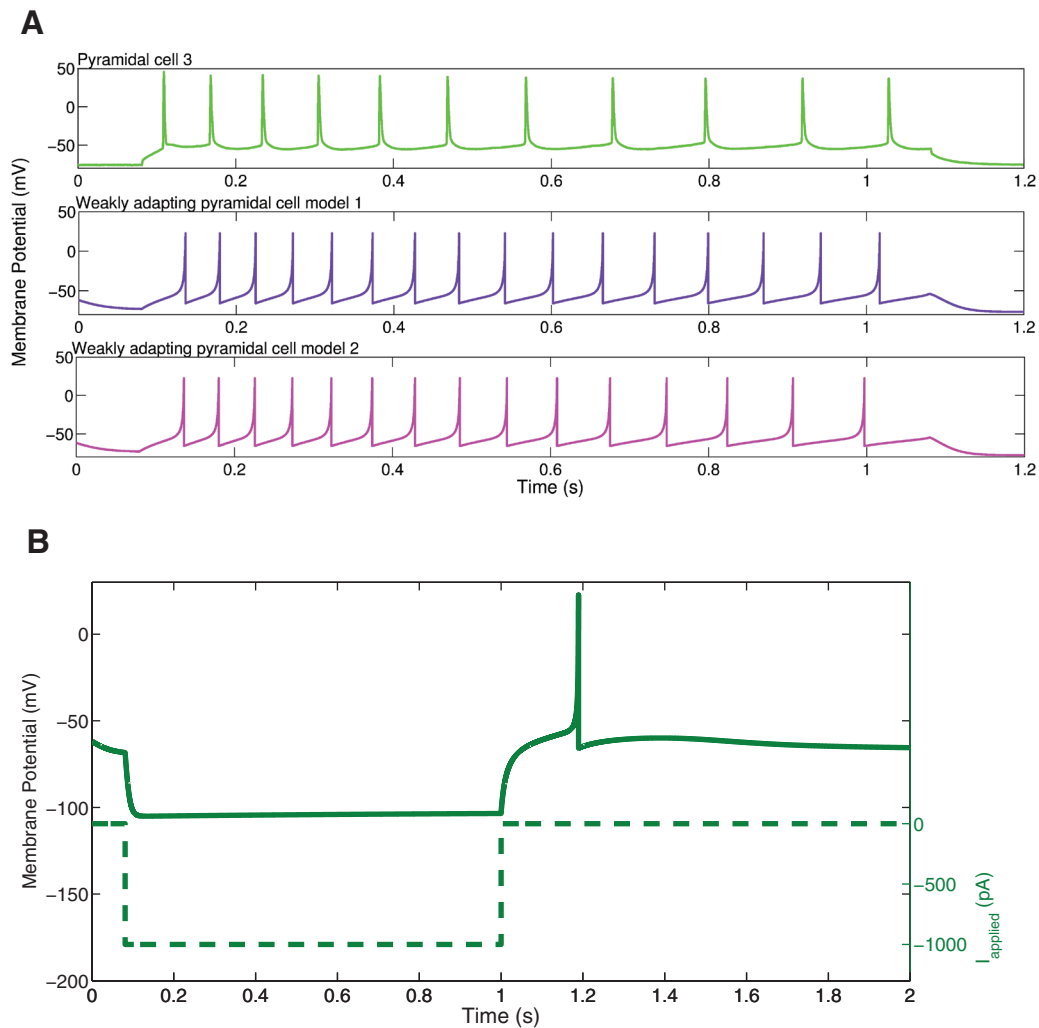 A
Pyramidal cell 3
50
0
−50
0 0.2 0.4 0.6 0.8 1 1.2
Weakly adapting pyramidal cell model 1
50
0
−50
0 0.2 0.4 0.6 0.8 1 1.2
Weakly adapting pyramidal cell model 2
50
0
−50
0 0.2 0.4 0.6 0.8 1 1.2
Membrane Potential (mV)
Time (s)
B
0
−50
−100
−150
−200
Membrane Potential (mV)
0
−500
−1000
I applied (pA)
0 0.2 0.4 0.6 0.8 1 1.2 1.4 1.6 1.8 2
Time (s)